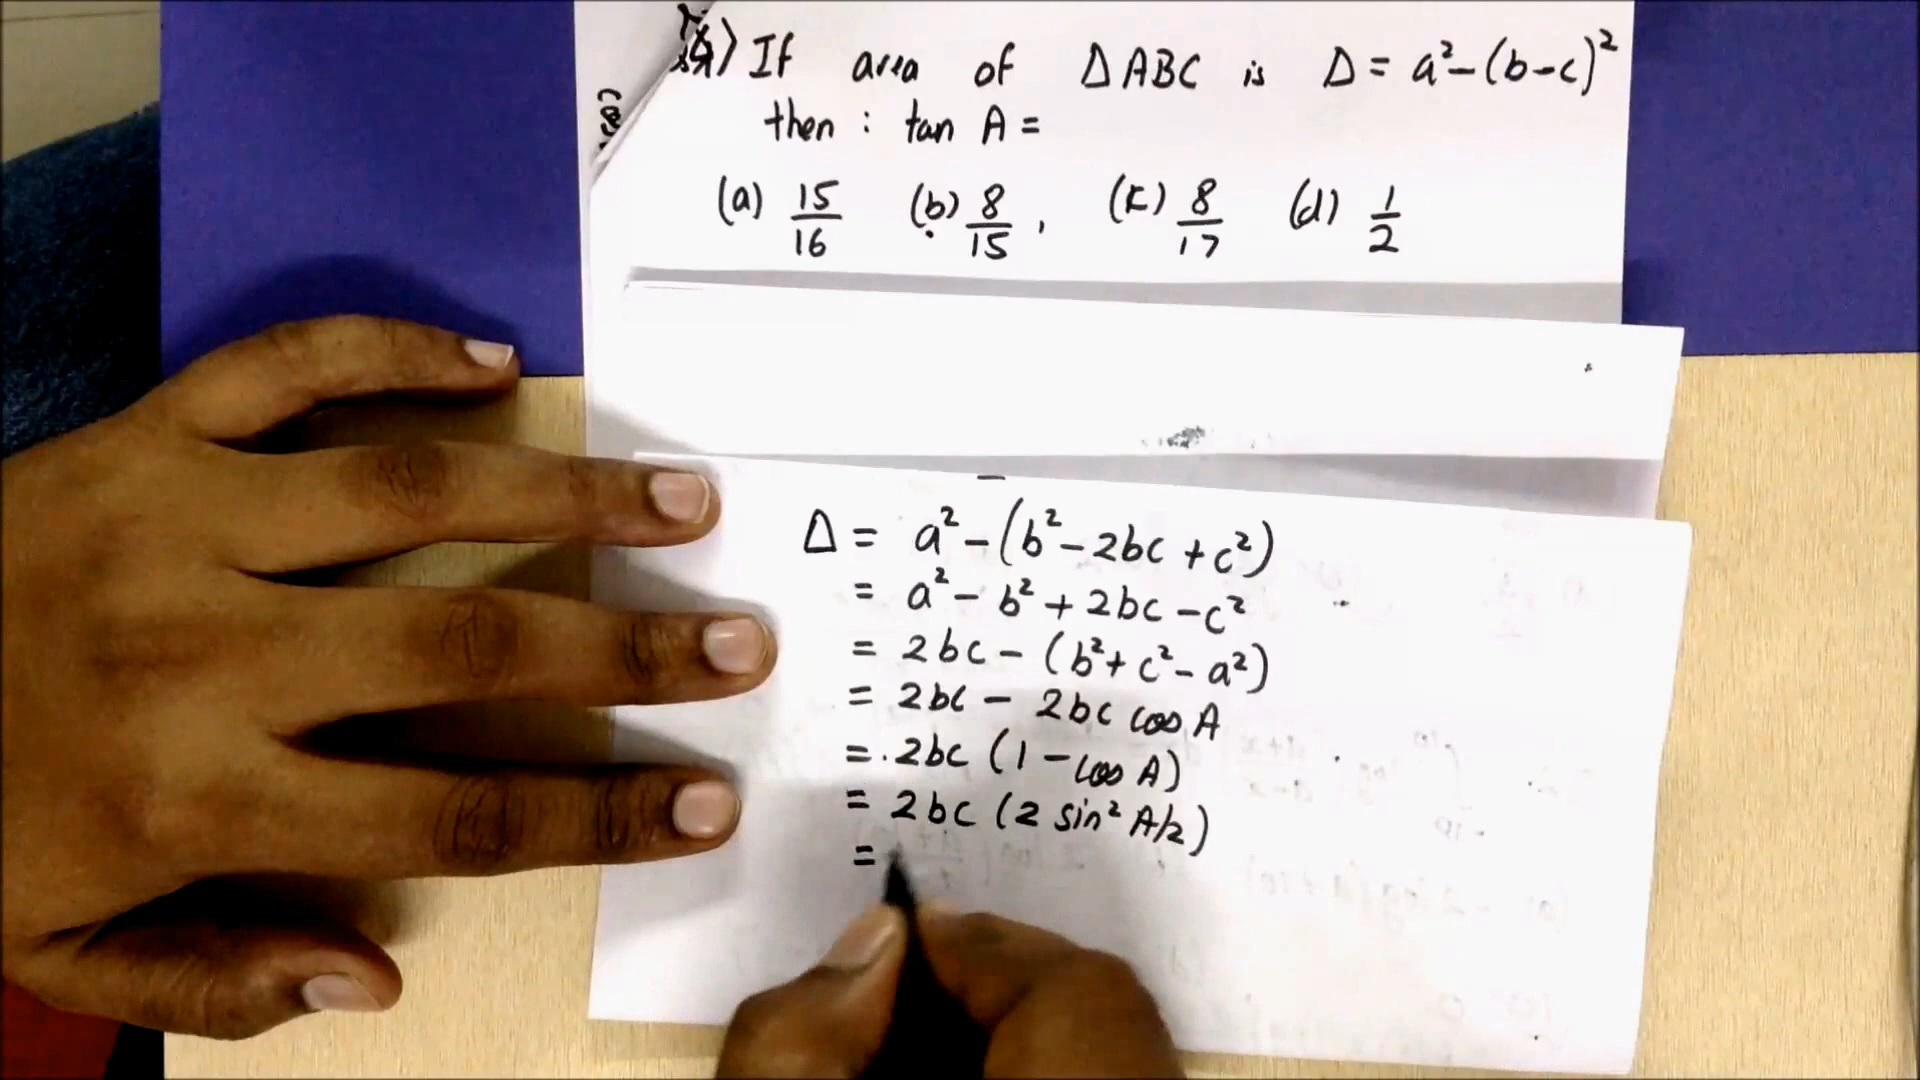 If area of ΔABC is Δ = a² - (b-c)²
then : tan A =
(a) 15/16 (b) 8/15 , (c) 8/17 (d) 1/2
Δ = a² - (b² - 2bc + c²)
= a² - b² + 2bc - c²
= 2bc - (b² + c² - a²)
= 2bc - 2bc cos A
= 2bc (1 - cos A)
= 2bc (2 sin² A/2)
=